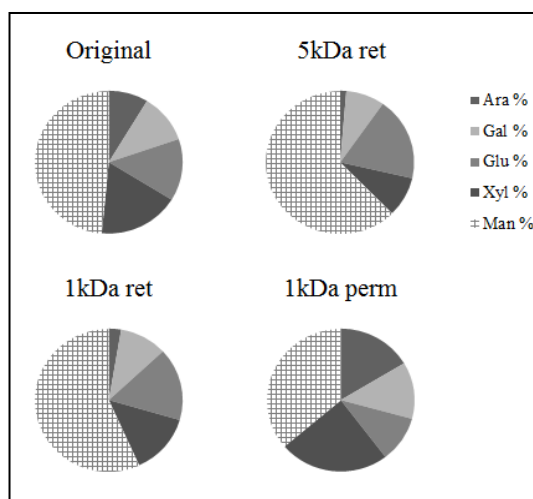 Original
5kDa ret
Ara %
Gal %
Glu %
Xyl %
Man %
1kDa ret
1kDa perm